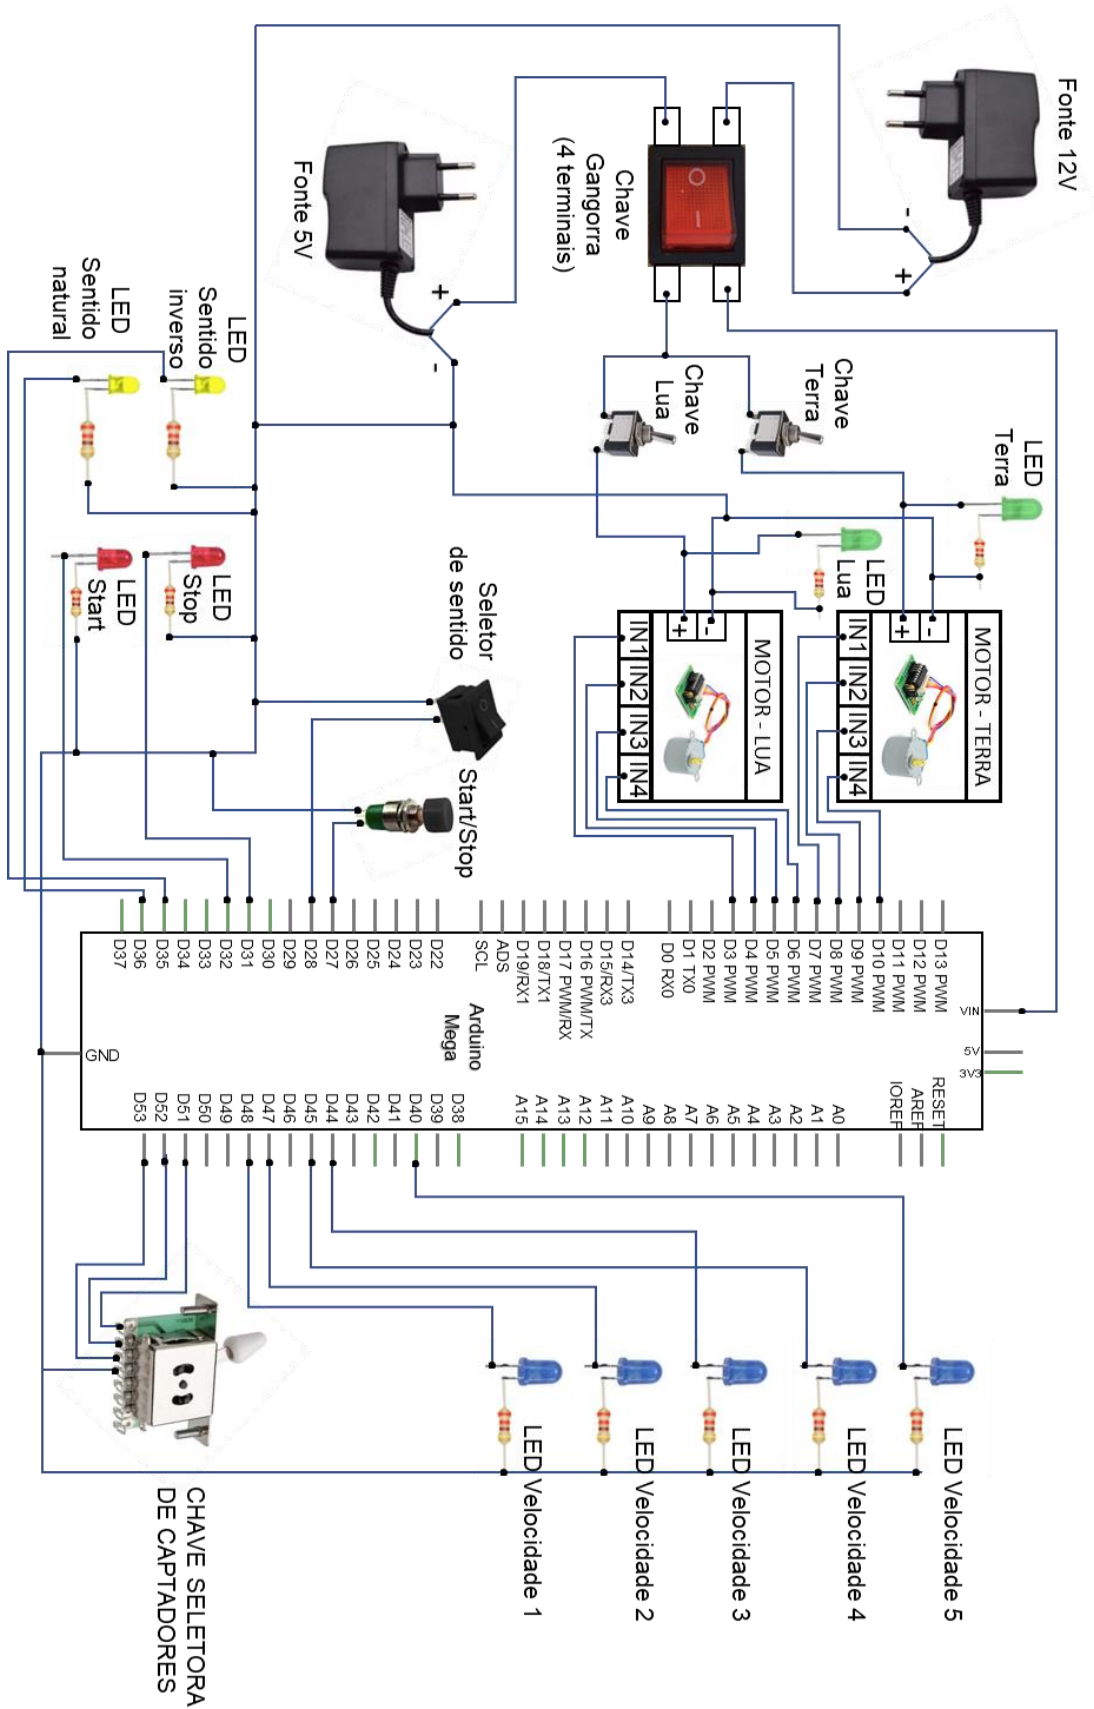 Fonte 12V
LED
Terra
Chave
Terra
Chave
Lua
LED
Lua
Chave
Gangorra
(4 terminais)
-
+
Fonte 5V
+
-
MOTOR - TERRA
-
+
IN1
IN2
IN3
IN4
MOTOR - LUA
-
+
IN1
IN2
IN3
IN4
LED
Sentido
inverso
LED
Sentido
natural
LED
Stop
LED
Start
Seletor
de sentido
Start/Stop
VIN
5V
3V3
RESET
AREF
IOREF
D13 PWM
D12 PWM
D11 PWM
D10 PWM
D9 PWM
D8 PWM
D7 PWM
D6 PWM
D5 PWM
D4 PWM
D3 PWM
D2 PWM
D1 TX0
D0 RX0
D14/TX3
D15/RX3
D16 PWM/TX
D17 PWM/RX
D18/TX1
D19/RX1
ADS
SCL
D22
D23
D24
D25
D26
D27
D28
D29
D30
D31
D32
D33
D34
D35
D36
D37
Arduino
Mega
GND
A0
A1
A2
A3
A4
A5
A6
A7
A8
A9
A10
A11
A12
A13
A14
A15
D38
D39
D40
D41
D42
D43
D44
D45
D46
D47
D48
D49
D50
D51
D52
D53
LED Velocidade 5
LED Velocidade 4
LED Velocidade 3
LED Velocidade 2
LED Velocidade 1
CHAVE SELETORA
DE CAPTADORES